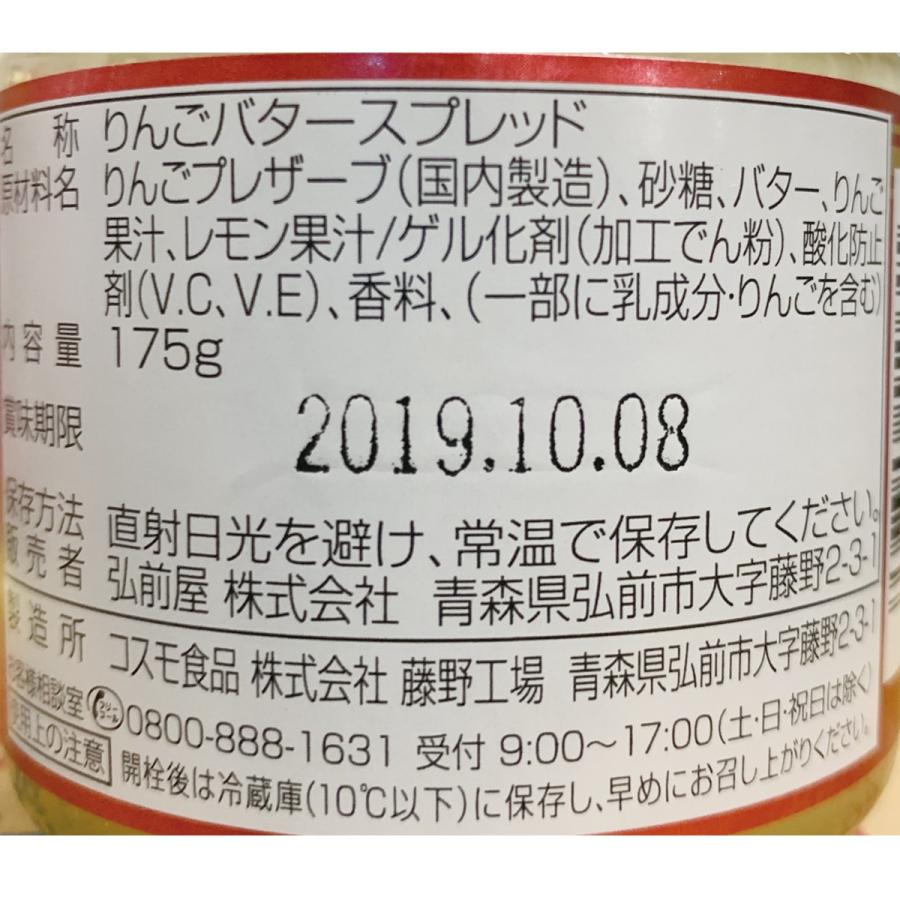 名称 りんごバタースプレッド
原材料名 りんごプレザーブ(国内製造)、砂糖、バター、りんご
果汁、レモン果汁/ゲル化剤(加工でん粉)、酸化防止
剤(V.C、V.E)、香料、(一部に乳成分・りんごを含む)
内容量 175g
賞味期限 2019.10.08
保存方法 直射日光を避け、常温で保存してください。
販売者 弘前屋 株式会社 青森県弘前市大字藤野2-3-1
製造所 コスモ食品 株式会社 藤野工場 青森県弘前市大字藤野2-3-1
お客様相談室 フリーコール 0800-888-1631 受付 9:00〜17:00(土・日・祝日は除く)
使用上の注意 開栓後は冷蔵庫(10℃以下)に保存し、早めにお召し上がりください。